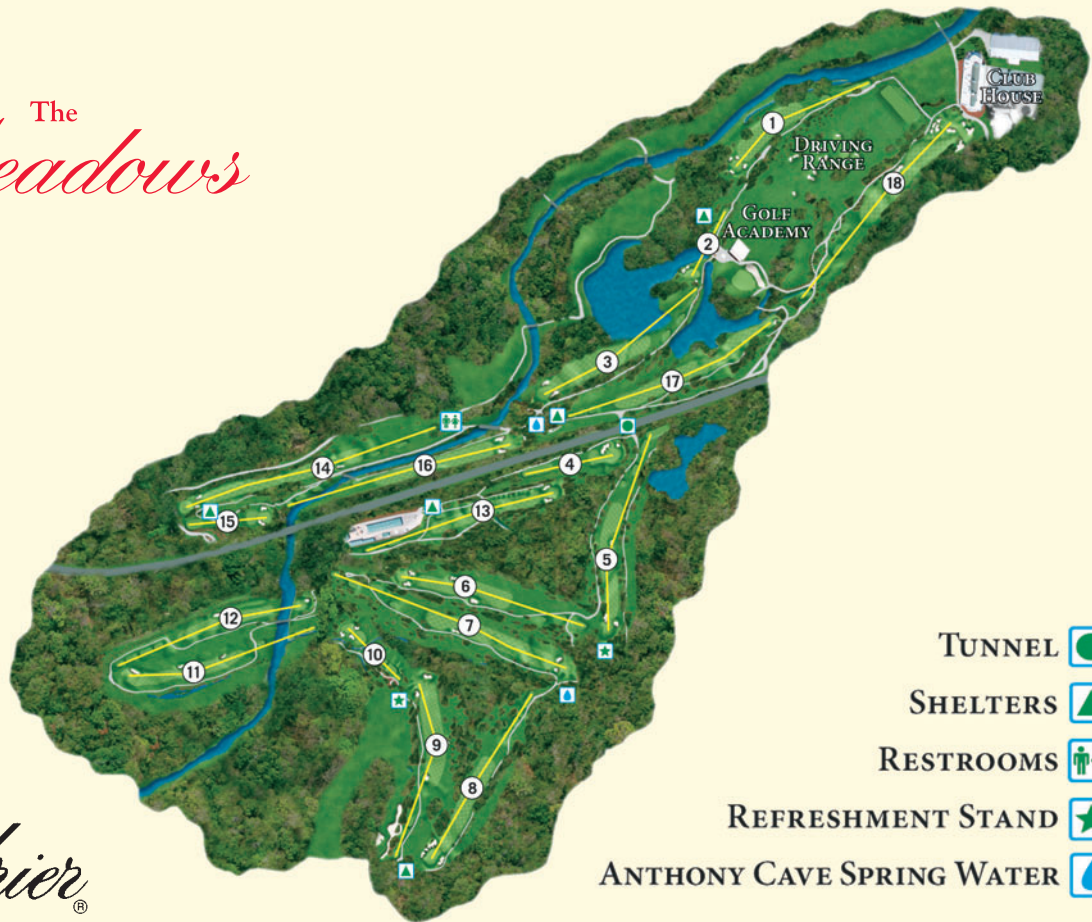 The
eadows
CLUB
HOUSE
1
DRIVING
RANGE
18
GOLF
ACADEMY
2
3
17
14
16
4
15
13
5
12
6
7
11
10
9
8
TUNNEL
SHELTERS
RESTROOMS
REFRESHMENT STAND
ANTHONY CAVE SPRING WATER
rier®